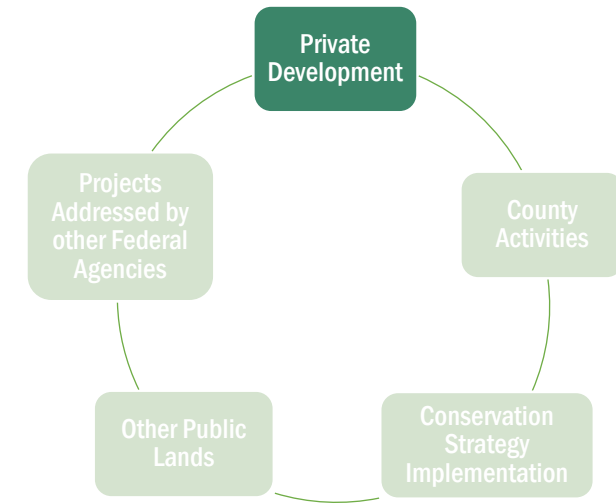 Private
Development
County
Activities
Conservation
Strategy
Implementation
Other Public
Lands
Projects
Addressed by
other Federal
Agencies